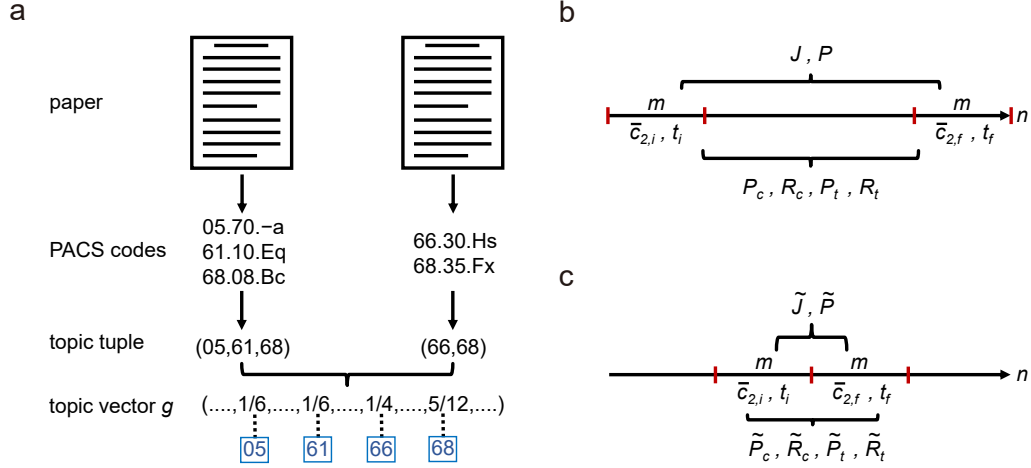 a
paper
PACS codes
05.70.−a
61.10.Eq
68.08.Bc
66.30.Hs
68.35.Fx
topic tuple
(05,61,68)
(66,68)
topic vector g
(....,1/6,....,1/6,....,1/4,....,5/12,....)
05
61
66
68
b
J , P
m
m
n
c̅2,i , ti
c̅2,f , tf
Pc , Rc , Pt , Rt
c
J̃ , P̃
m
m
n
c̅2,i , ti
c̅2,f , tf
P̃c , R̃c , P̃t , R̃t